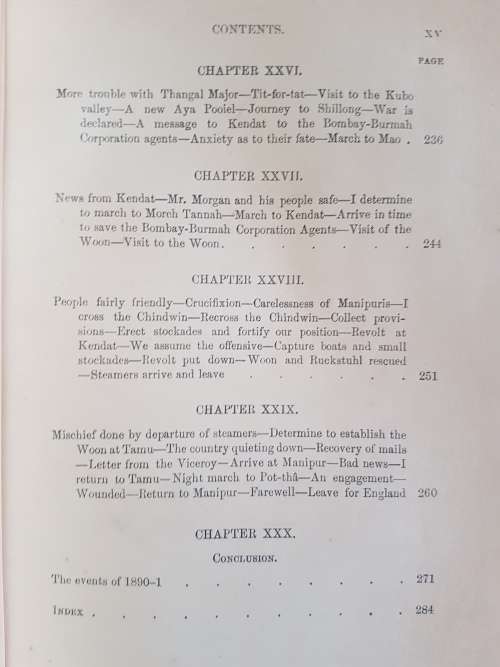 CONTENTS. XV
PAGE
CHAPTER XXVI.
More trouble with Thangal Major—Tit-for-tat—Visit to the Kubo
valley—A new Aya Pooiel—Journey to Shillong—War is
declared—A message to Kendat to the Bombay-Burmah
Corporation agents—Anxiety as to their fate—March to Mao . 236
CHAPTER XXVII.
News from Kendat—Mr. Morgan and his people safe—I determine
to march to Moreh Tannah—March to Kendat—Arrive in time
to save the Bombay-Burmah Corporation Agents—Visit of the
Woon—Visit to the Woon . . . . . . 244
CHAPTER XXVIII.
People fairly friendly—Crucifixion—Carelessness of Manipuris—I
cross the Chindwin—Recross the Chindwin—Collect provi-
sions—Erect stockades and fortify our position—Revolt at
Kendat—We assume the offensive—Capture boats and small
stockades—Revolt put down—Woon and Ruckstuhl rescued
—Steamers arrive and leave . . . . . 251
CHAPTER XXIX.
Mischief done by departure of steamers—Determine to establish the
Woon at Tamu—The country quieting down—Recovery of mails
—Letter from the Viceroy—Arrive at Manipur—Bad news—I
return to Tamu—Night march to Pot-thâ—An engagement—
Wounded—Return to Manipur—Farewell—Leave for England 260
CHAPTER XXX.
CONCLUSION.
The events of 1890-1 . . . . . . . 271
INDEX . . . . . . . . . 284